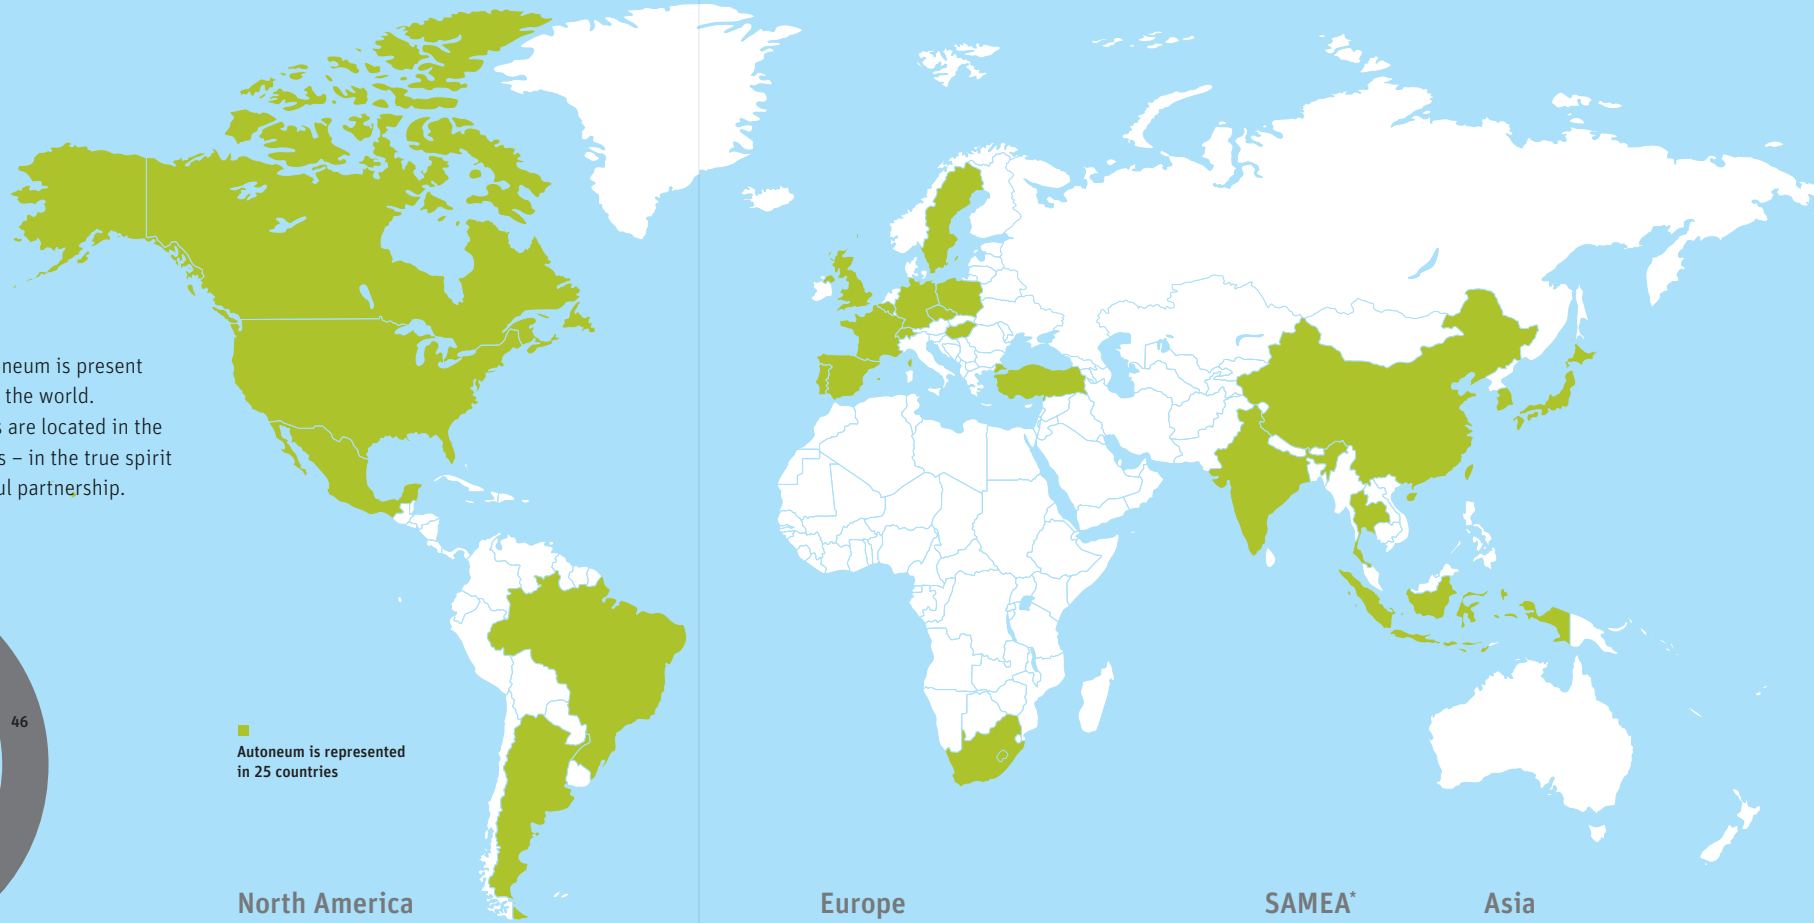 neum is present
the world.
s are located in the
s – in the true spirit
ul partnership.
46
Autoneum is represented
in 25 countries
North America
Europe
SAMEA*
Asia